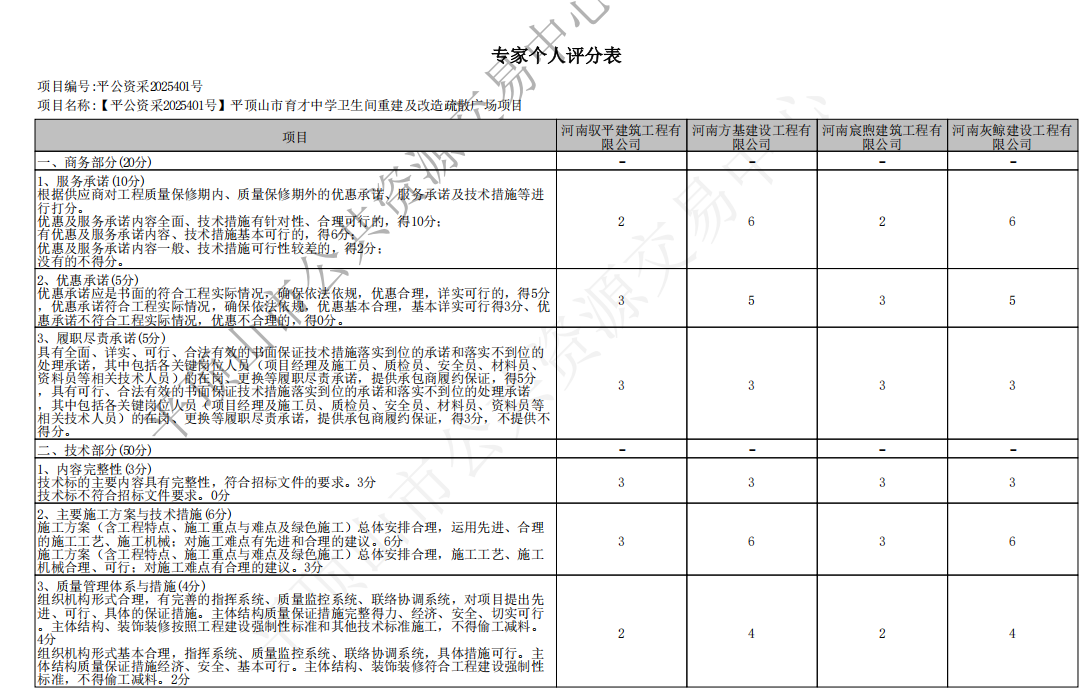 专家个人评分表
项目编号:平公资采2025401号
项目名称:【平公资采2025401号】平顶山市育才中学卫生间重建及改造疏散广场项目
项目 河南驭平建筑工程有限公司 河南方基建设工程有限公司 河南宸煦建筑工程有限公司 河南灰鲸建设工程有限公司
一、商务部分(20分) - - - -
1、服务承诺(10分)
根据供应商对工程质量保修期内、质量保修期外的优惠承诺、服务承诺及技术措施等进
行打分。
优惠及服务承诺内容全面、技术措施有针对性、合理可行的，得10分；
有优惠及服务承诺内容、技术措施基本可行的，得6分；
优惠及服务承诺内容一般、技术措施可行性较差的，得2分；
没有的不得分。
2 6 2 6
2、优惠承诺(5分)
优惠承诺应是书面的符合工程实际情况，确保依法依规，优惠合理，详实可行的，得5分
，优惠承诺符合工程实际情况，确保依法依规，优惠基本合理，基本详实可行得3分、优
惠承诺不符合工程实际情况，优惠不合理的，得0分。
3 5 3 5
3、履职尽责承诺(5分)
具有全面、详实、可行、合法有效的书面保证技术措施落实到位的承诺和落实不到位的
处理承诺，其中包括各关键岗位人员（项目经理及施工员、质检员、安全员、材料员、
资料员等相关技术人员）的在岗、更换等履职尽责承诺，提供承包商履约保证，得5分
，具有可行、合法有效的书面保证技术措施落实到位的承诺和落实不到位的处理承诺
，其中包括各关键岗位人员（项目经理及施工员、质检员、安全员、材料员、资料员等
相关技术人员）的在岗、更换等履职尽责承诺，提供承包商履约保证，得3分，不提供不
得分。
3 3 3 3
二、技术部分(50分) - - - -
1、内容完整性(3分)
技术标的主要内容具有完整性，符合招标文件的要求。3分
技术标不符合招标文件要求。0分
3 3 3 3
2、主要施工方案与技术措施(6分)
施工方案（含工程特点、施工重点与难点及绿色施工）总体安排合理，运用先进、合理
的施工工艺、施工机械；对施工难点有先进和合理的建议。6分
施工方案（含工程特点、施工重点与难点及绿色施工）总体安排合理，施工工艺、施工
机械合理、可行；对施工难点有合理的建议。3分
3 6 3 6
3、质量管理体系与措施(4分)
组织机构形式合理，有完善的指挥系统、质量监控系统、联络协调系统，对项目提出先
进、可行、具体的保证措施。主体结构质量保证措施完整得力、经济、安全、切实可行
。主体结构、装饰装修按照工程建设强制性标准和其他技术标准施工，不得偷工减料。
4分
组织机构形式基本合理，指挥系统、质量监控系统、联络协调系统，具体措施可行。主
体结构质量保证措施经济、安全、基本可行。主体结构、装饰装修符合工程建设强制性
标准，不得偷工减料。2分
2 4 2 4
平顶山市公共资源交易中心
平顶山市公共资源交易中心